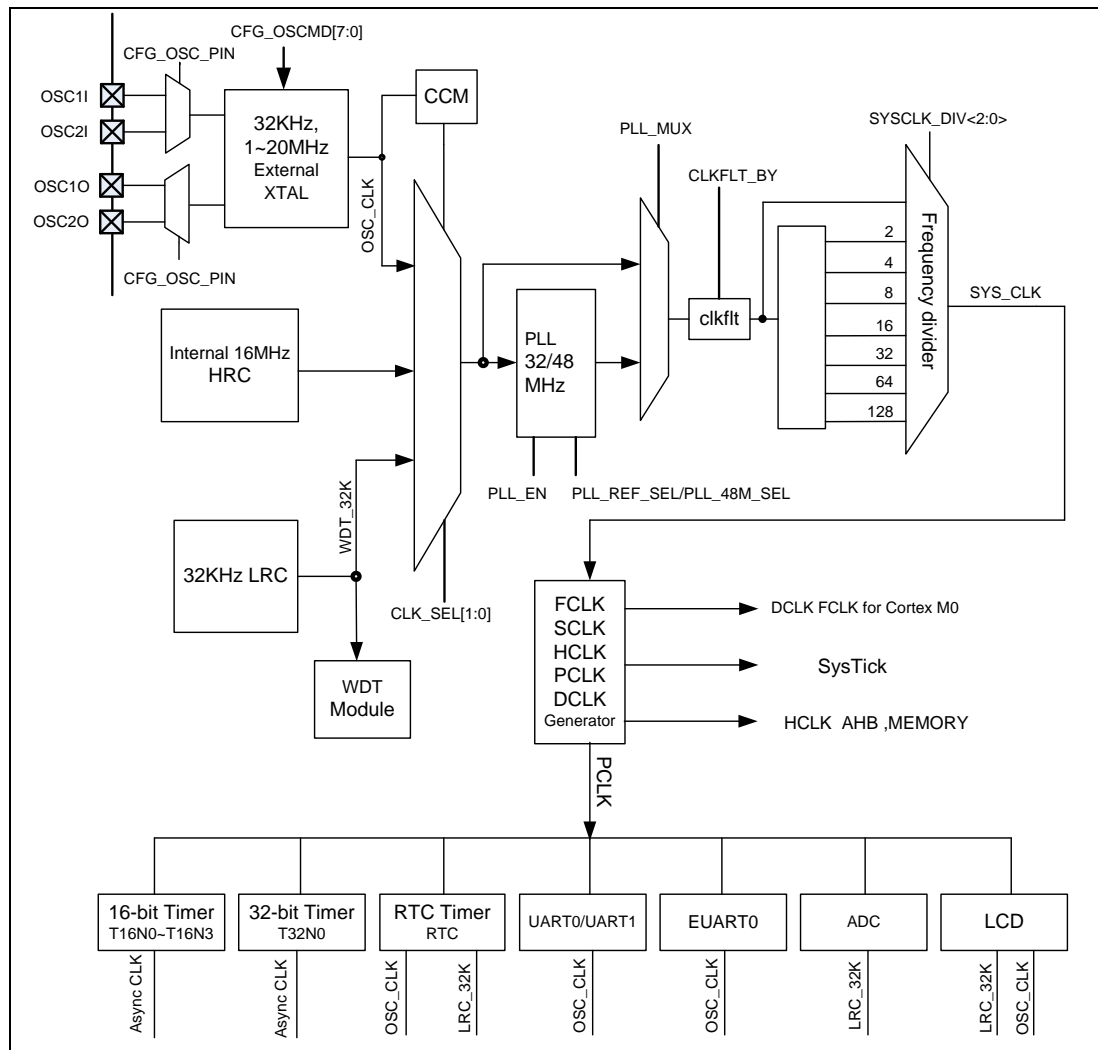 CFG_OSCMD[7:0]
CFG_OSC_PIN
OSC1I
OSC2I
OSC1O
OSC2O
CFG_OSC_PIN
32KHz,
1~20MHz
External
XTAL
OSC_CLK
CCM
PLL_MUX
CLKFLT_BY
SYSCLK_DIV<2:0>
2
4
8
16
32
64
128
Frequency divider
SYS_CLK
clkflt
Internal 16MHz
HRC
PLL
32/48
MHz
PLL_EN
PLL_REF_SEL/PLL_48M_SEL
WDT_32K
32KHz LRC
CLK_SEL[1:0]
WDT
Module
FCLK
SCLK
HCLK
PCLK
DCLK
Generator
DCLK FCLK for Cortex M0
SysTick
HCLK AHB ,MEMORY
PCLK
16-bit Timer
T16N0~T16N3
32-bit Timer
T32N0
RTC Timer
RTC
UART0/UART1
EUART0
ADC
LCD
Async CLK
Async CLK
OSC_CLK
LRC_32K
OSC_CLK
OSC_CLK
LRC_32K
LRC_32K
OSC_CLK